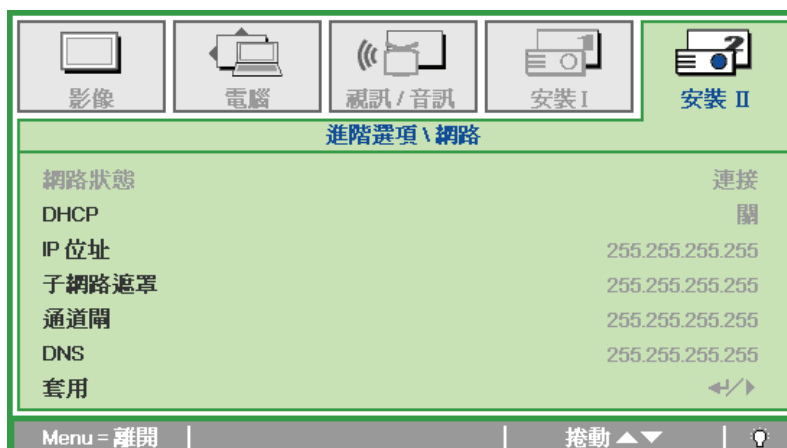 影像
電腦
視訊 / 音訊
安裝 I
安裝 II
進階選項 \ 網路
網路狀態 連接
DHCP 關
IP 位址 255.255.255.255
子網路遮罩 255.255.255.255
通道閘 255.255.255.255
DNS 255.255.255.255
套用
Menu = 離開 捲動